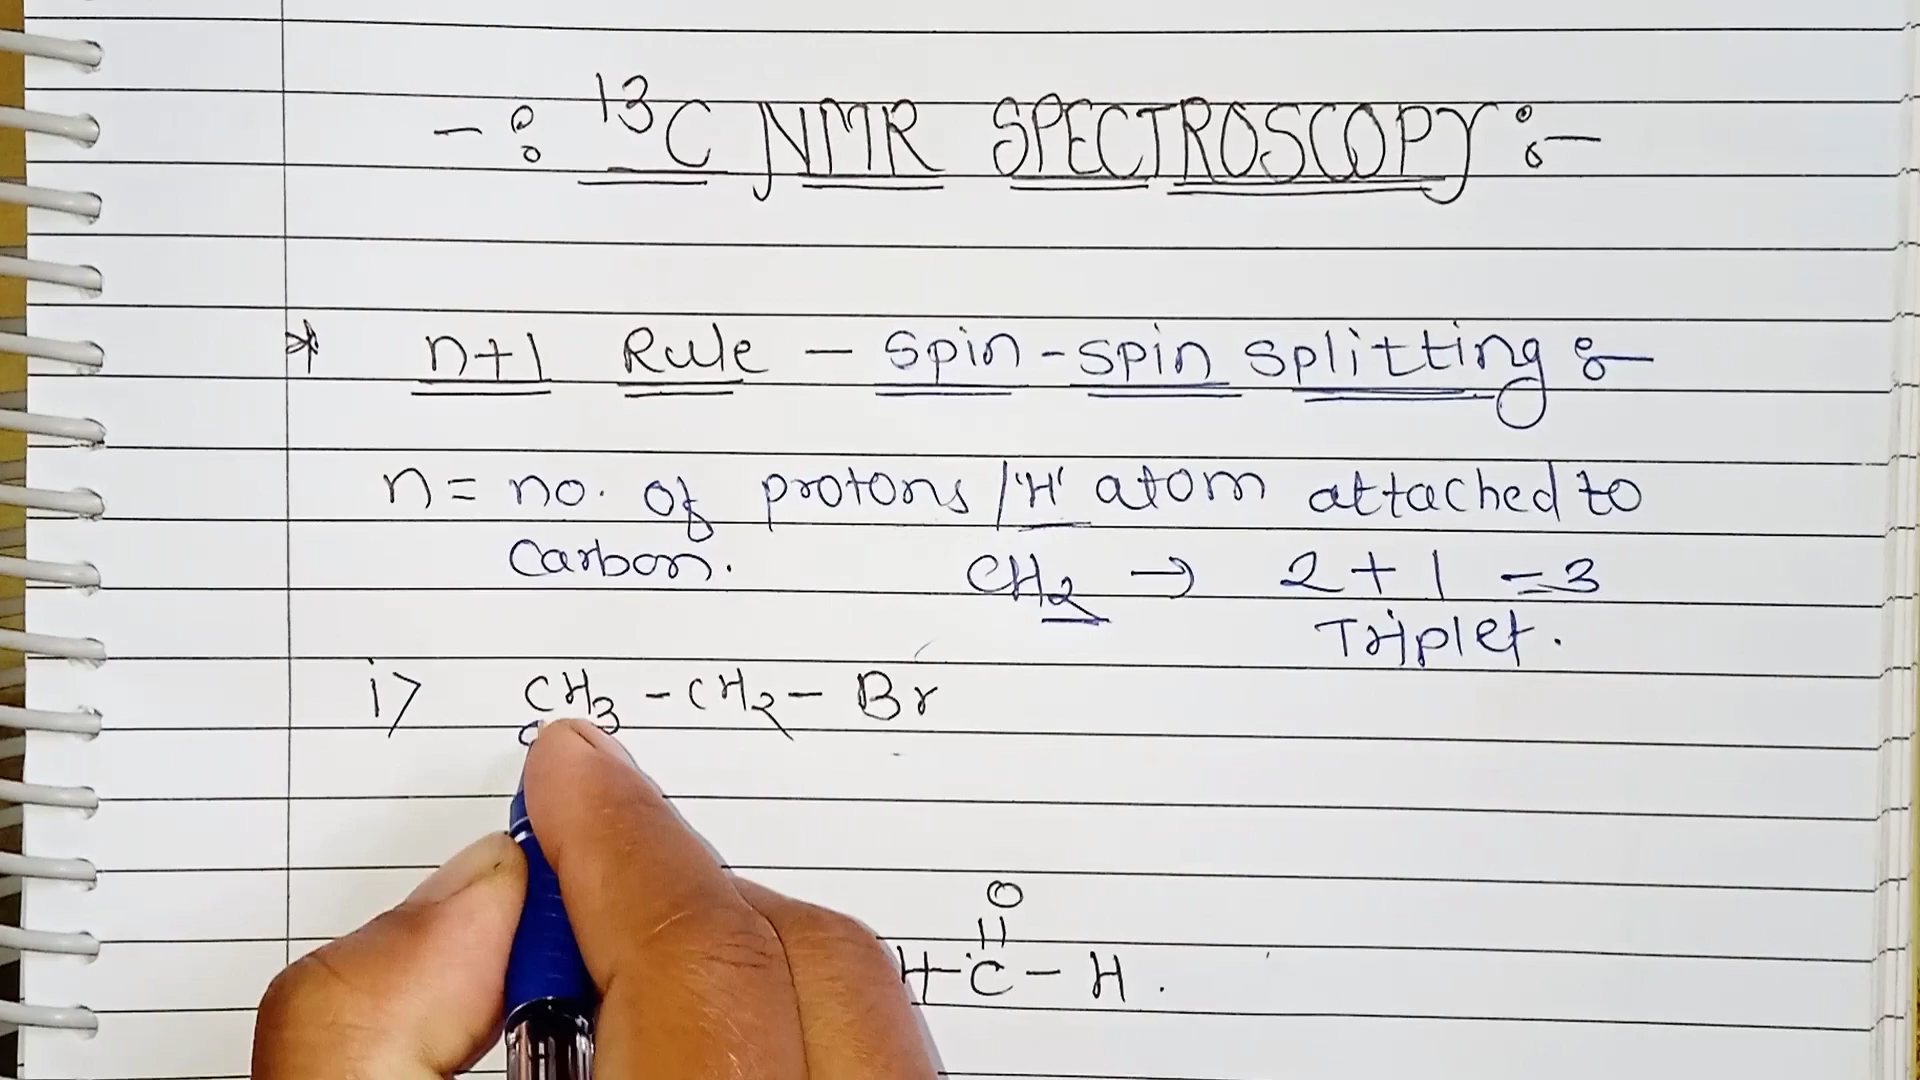 -: ¹³C NMR SPECTROSCOPY :-
* n+1 Rule - Spin-spin splitting :-
n = no. of protons / 'H' atom attached to
Carbon. CH₂ → 2 + 1 = 3
Triplet.
i> CH₃ - CH₂ - Br
O
||
H-C-H.